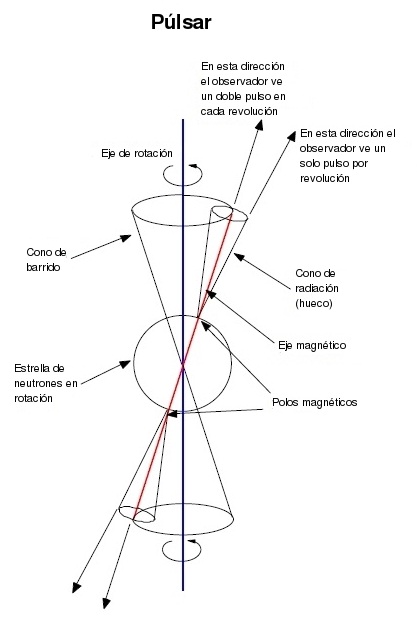 Púlsar
En esta dirección
el observador ve
un doble pulso en
cada revolución
En esta dirección el
observador ve un
solo pulso por
revolución
Eje de rotación
Cono de
barrido
Cono de
radiación
(hueco)
Eje magnético
Estrella de
neutrones en
rotación
Polos magnéticos